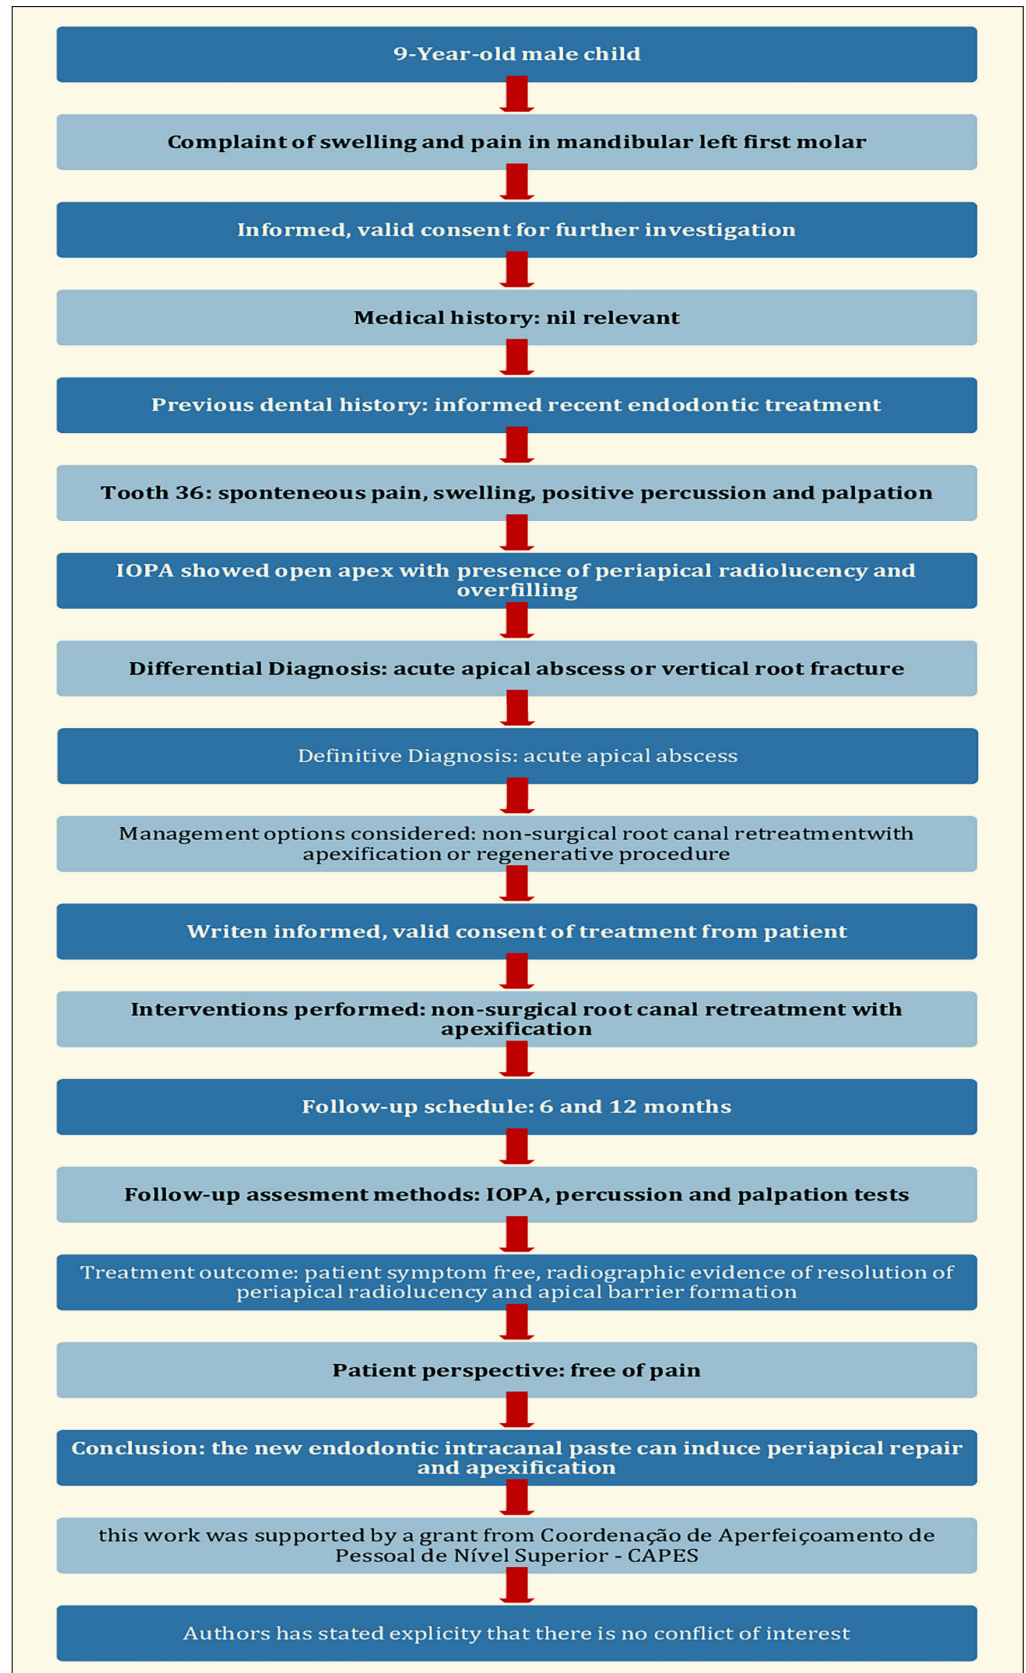 9-Year-old male child
Complaint of swelling and pain in mandibular left first molar
Informed, valid consent for further investigation
Medical history: nil relevant
Previous dental history: informed recent endodontic treatment
Tooth 36: sponteneous pain, swelling, positive percussion and palpation
IOPA showed open apex with presence of periapical radiolucency and
overfilling
Differential Diagnosis: acute apical abscess or vertical root fracture
Definitive Diagnosis: acute apical abscess
Management options considered: non-surgical root canal retreatmentwith
apexification or regenerative procedure
Writen informed, valid consent of treatment from patient
Interventions performed: non-surgical root canal retreatment with
apexification
Follow-up schedule: 6 and 12 months
Follow-up assesment methods: IOPA, percussion and palpation tests
Treatment outcome: patient symptom free, radiographic evidence of resolution of
periapical radiolucency and apical barrier formation
Patient perspective: free of pain
Conclusion: the new endodontic intracanal paste can induce periapical repair
and apexification
this work was supported by a grant from Coordenação de Aperfeiçoamento de
Pessoal de Nível Superior - CAPES
Authors has stated explicity that there is no conflict of interest